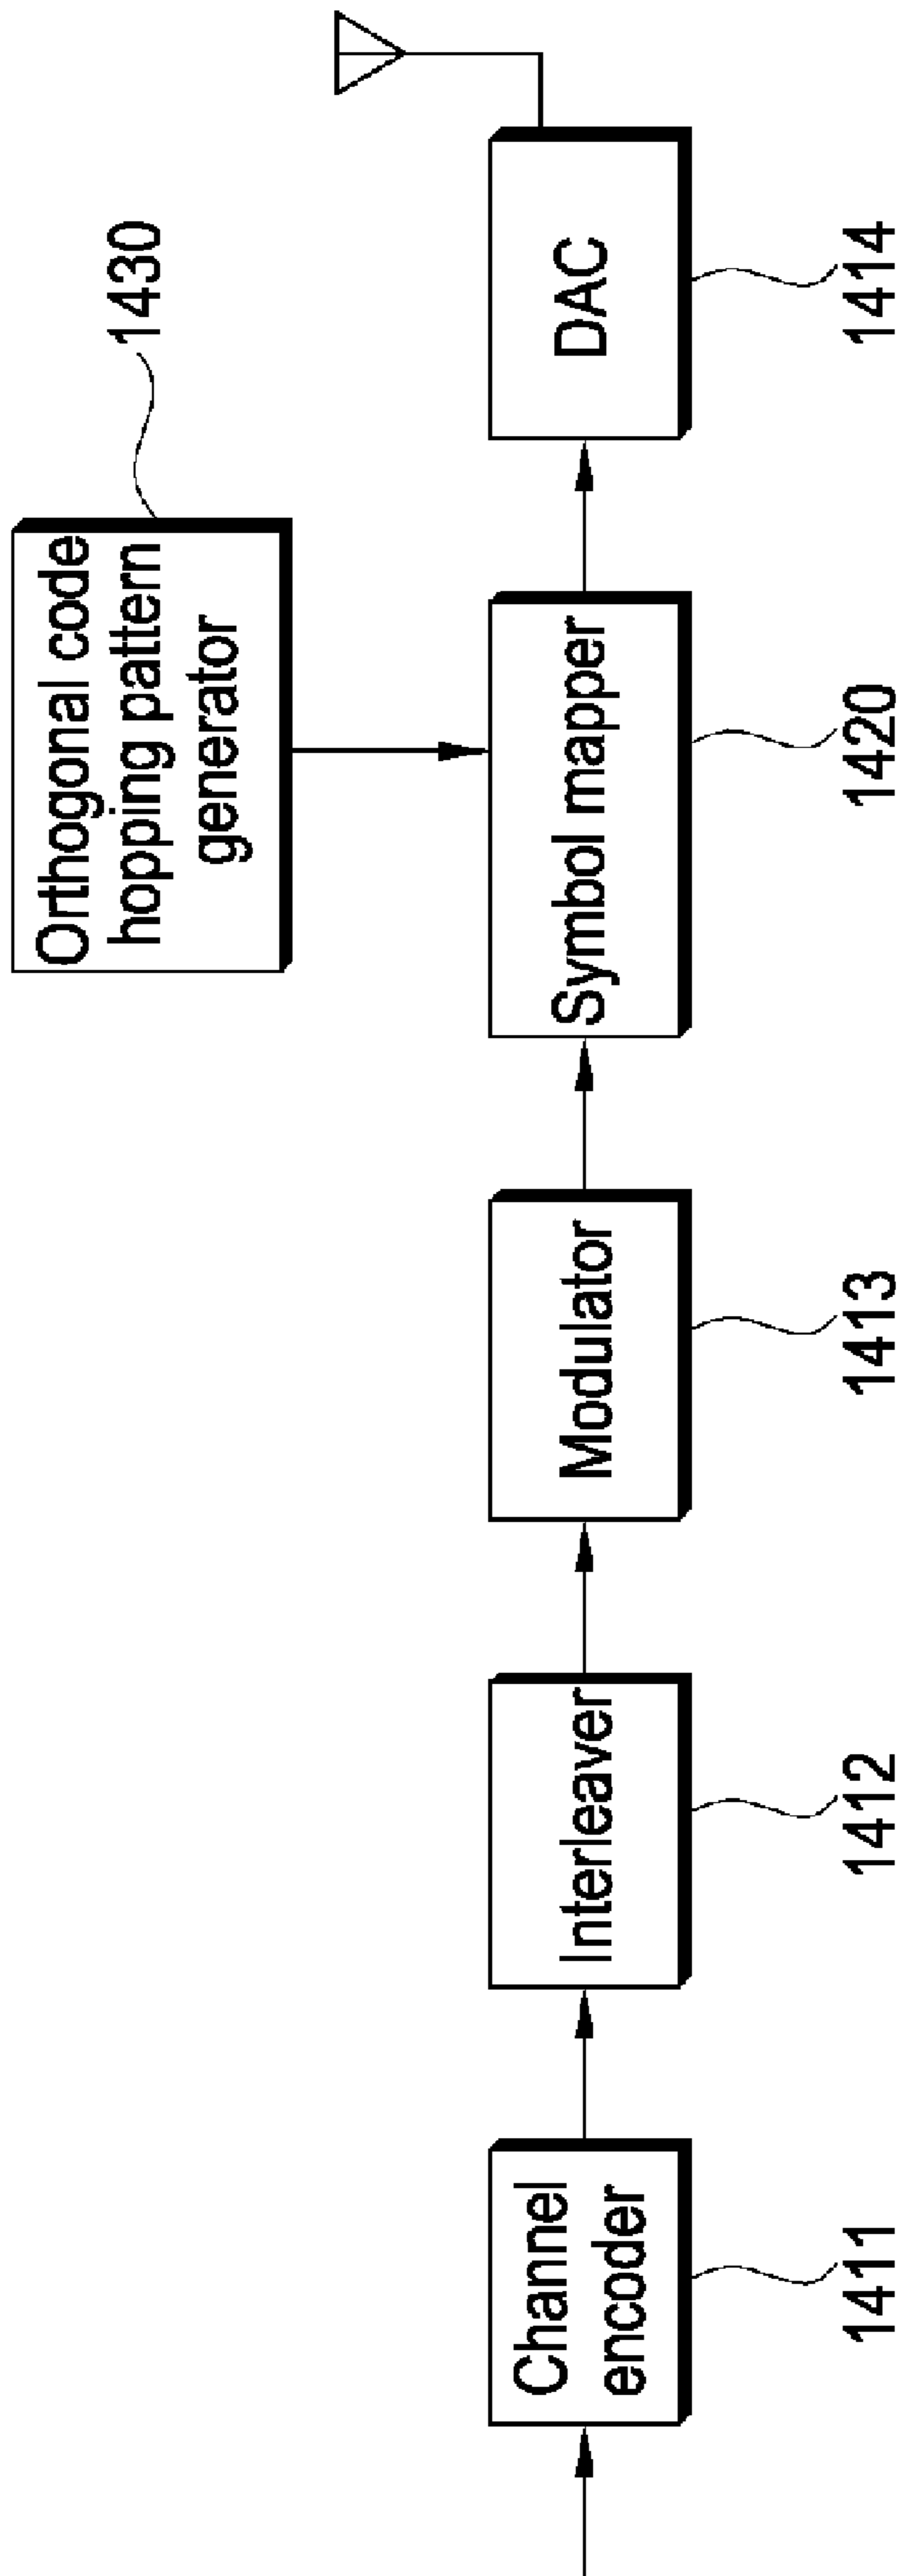 Orthogonal code
hopping pattern
generator
1430
Channel
encoder
Interleaver
Modulator
Symbol mapper
DAC
1411
1412
1413
1420
1414